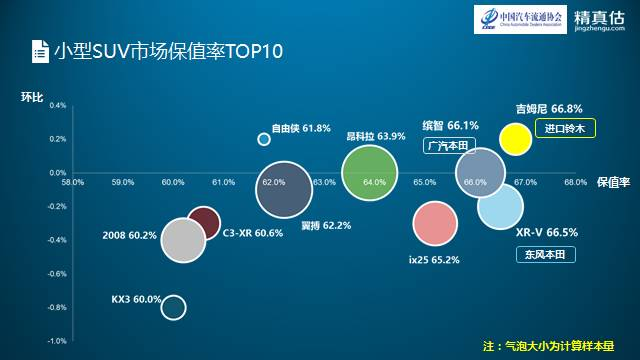 中国汽车流通协会
China Automobile Dealers Association
精真估
jingzhengu.com
小型SUV市场保值率TOP10
环比
0.4%
0.2%
0.0%
-0.2%
-0.4%
-0.6%
-0.8%
-1.0%
58.0%
59.0%
60.0%
61.0%
62.0%
63.0%
64.0%
65.0%
66.0%
67.0%
68.0%
保值率
吉姆尼 66.8%
进口铃木
缤智 66.1%
广汽本田
昂科拉 63.9%
自由侠 61.8%
2008 60.2%
C3-XR 60.6%
翼搏 62.2%
XR-V 66.5%
东风本田
ix25 65.2%
KX3 60.0%
注：气泡大小为计算样本量